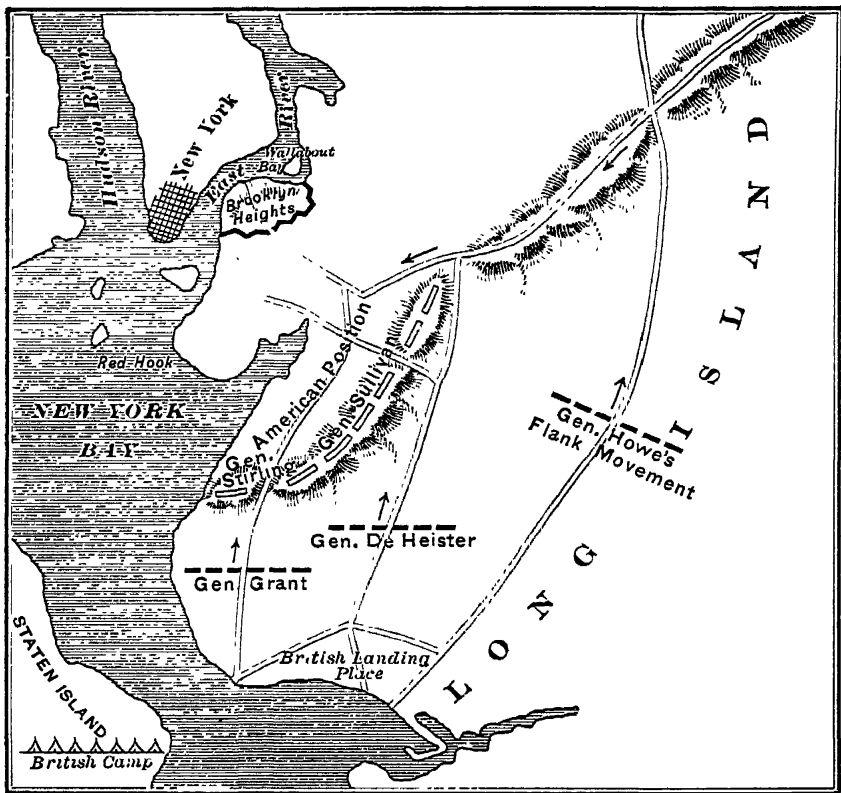 Hudson River
New York
East River
Wallabout
Bay
Brooklyn
Heights
Red Hook
NEW YORK
BAY
American Position
Gen. Stirling
Gen. Sullivan
Gen. Howe's
Flank Movement
LONG ISLAND
Gen. De Heister
Gen. Grant
British Landing
Place
STATEN ISLAND
British Camp